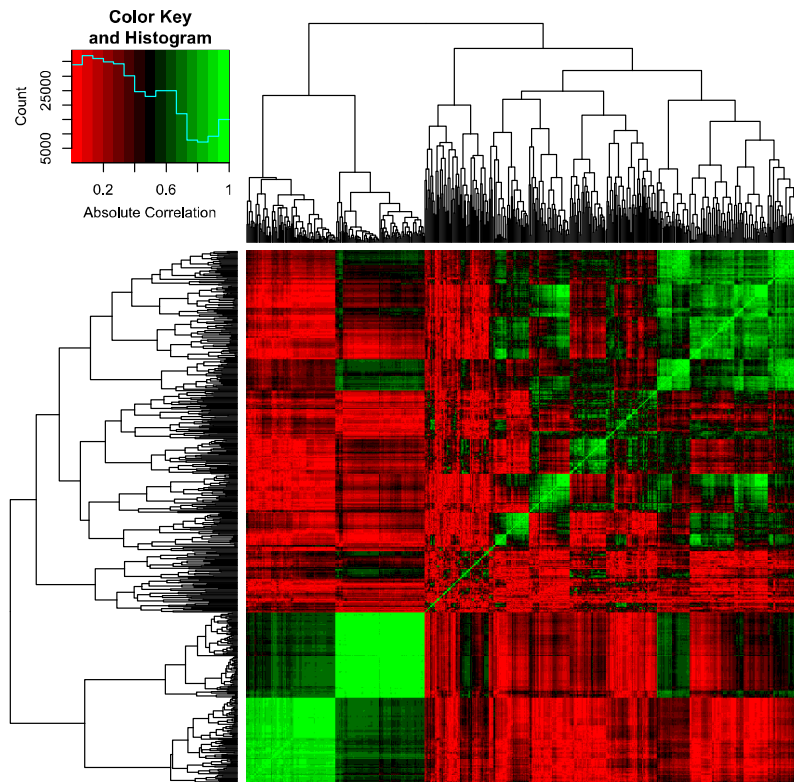 Color Key
and Histogram
Count
5000
25000
0.2
0.6
1
Absolute Correlation